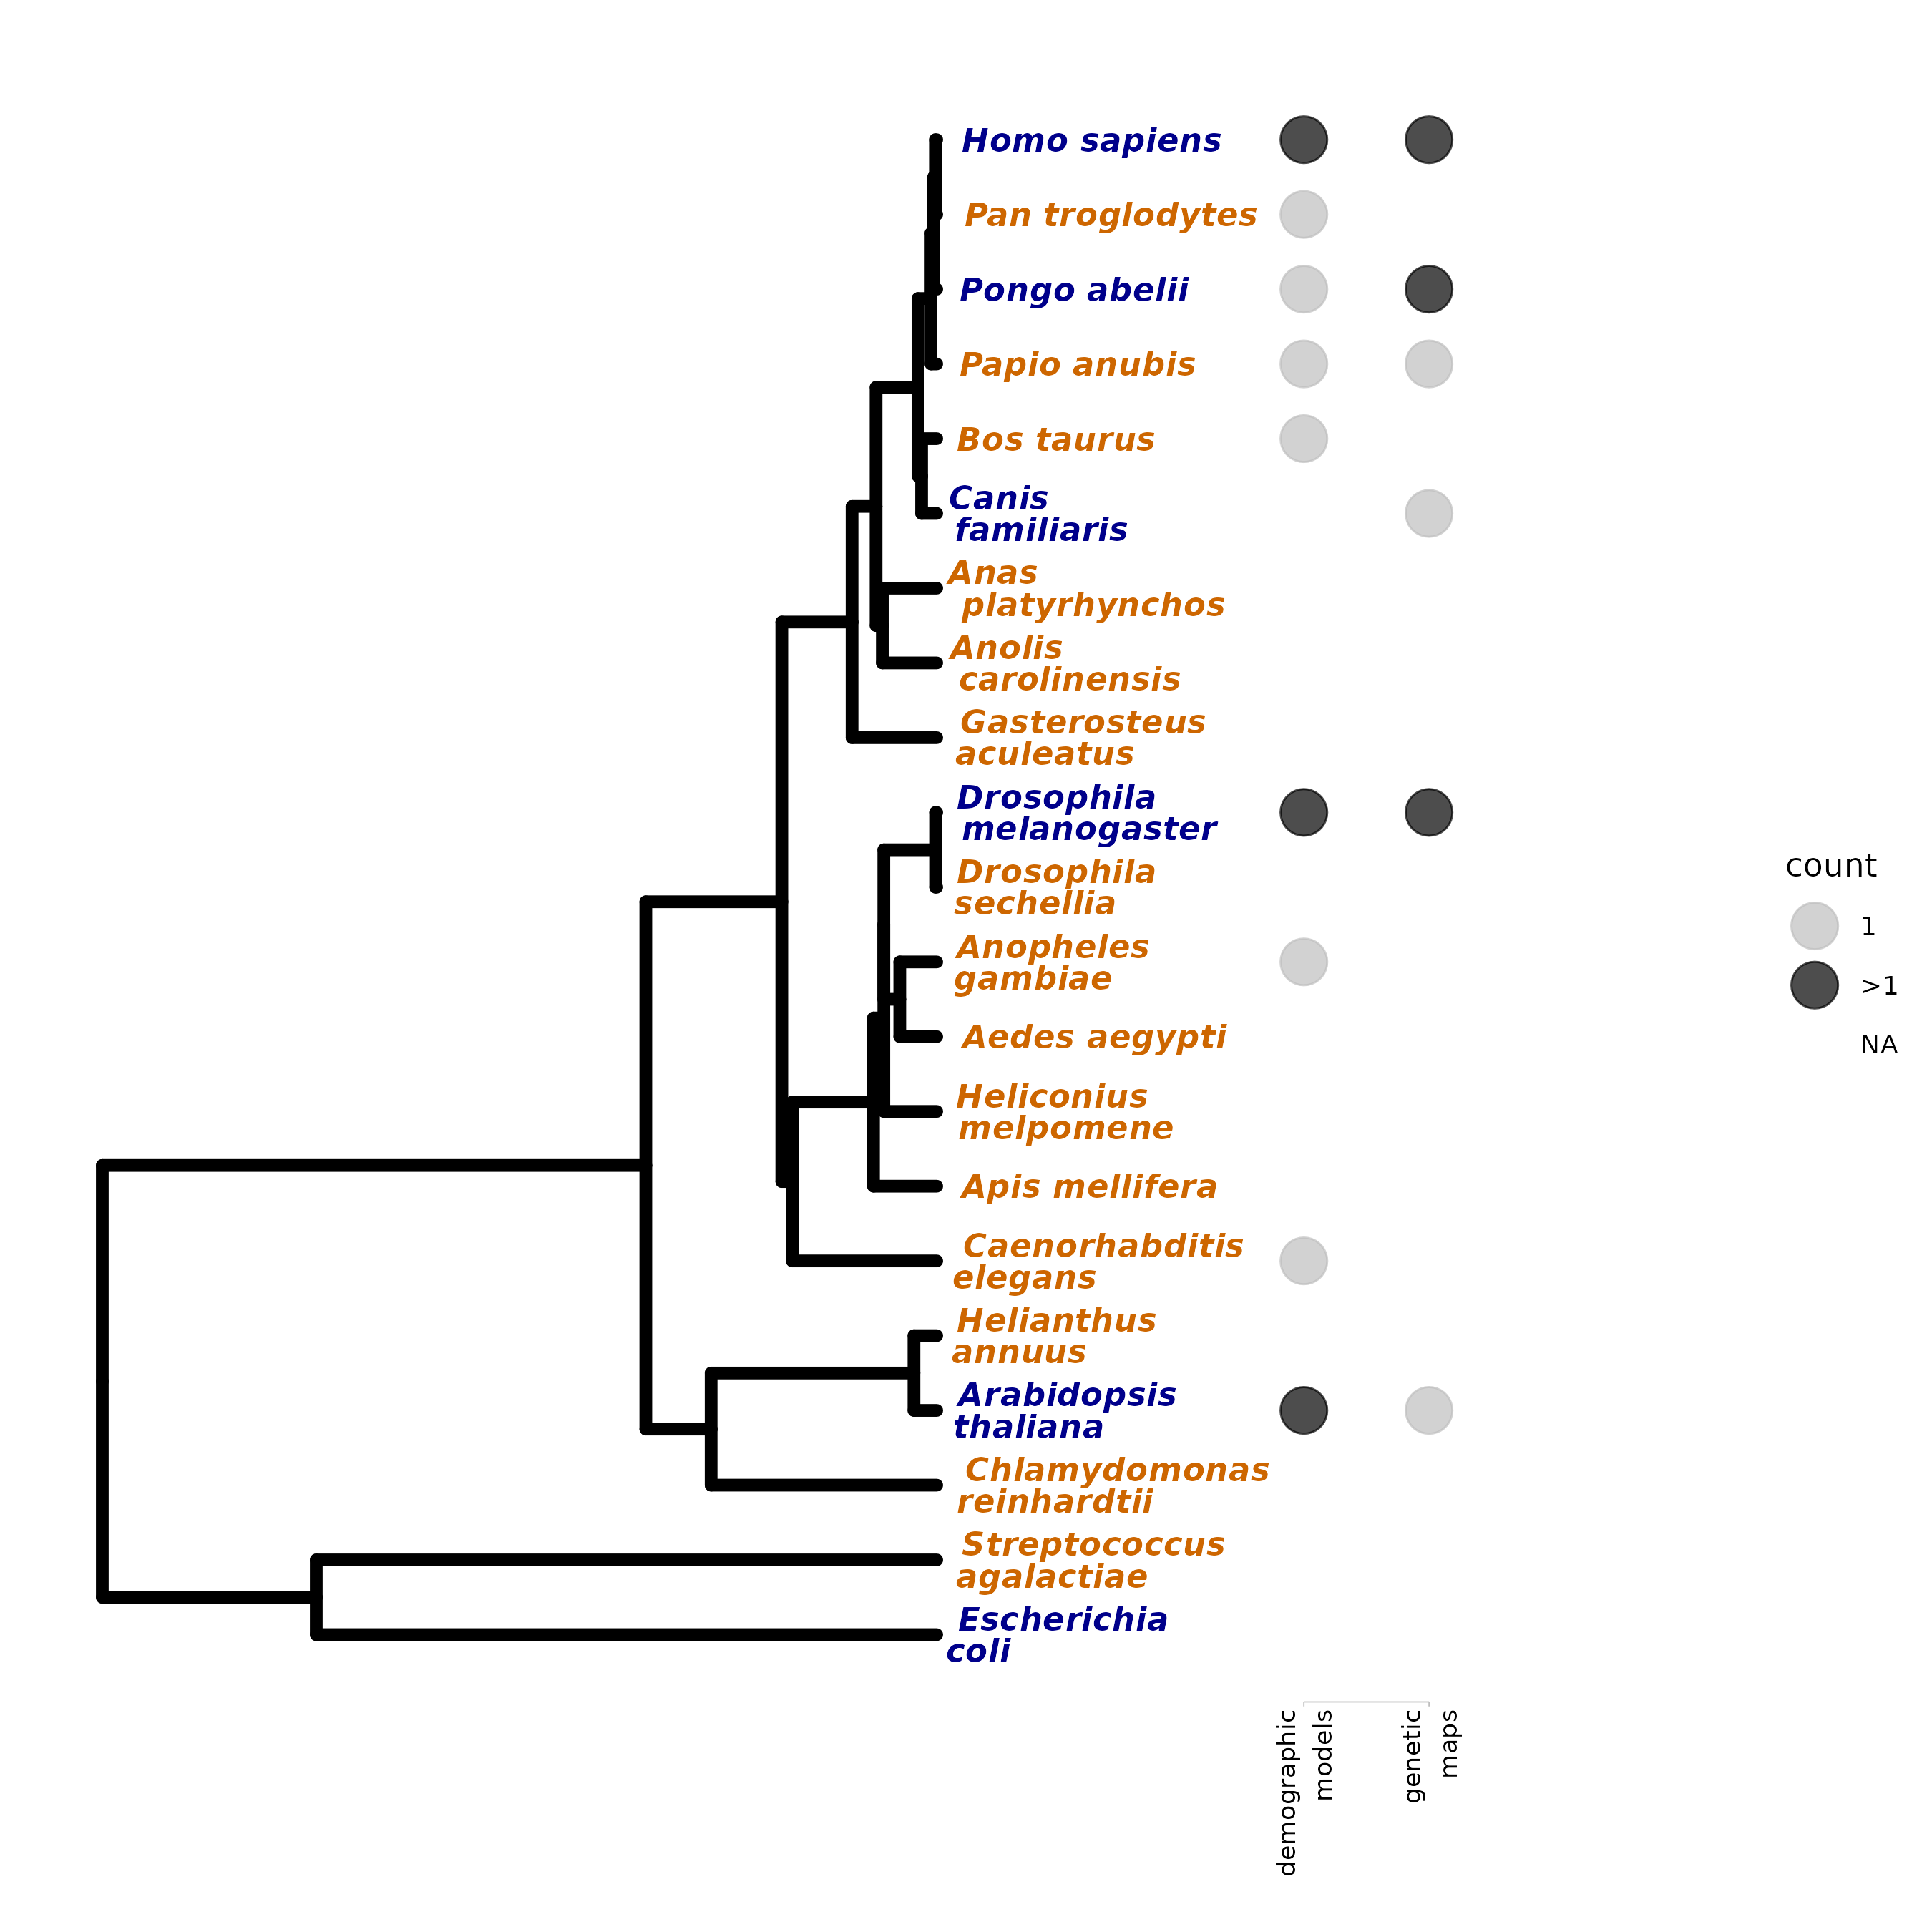 Homo sapiens
Pan troglodytes
Pongo abelii
Papio anubis
Bos taurus
Canis
familiaris
Anas
platyrhynchos
Anolis
carolinensis
Gasterosteus
aculeatus
Drosophila
melanogaster
Drosophila
sechellia
Anopheles
gambiae
Aedes aegypti
Heliconius
melpomene
Apis mellifera
Caenorhabditis
elegans
Helianthus
annuus
Arabidopsis
thaliana
Chlamydomonas
reinhardtii
Streptococcus
agalactiae
Escherichia
coli
demographic
models
genetic
maps
count
1
>1
NA